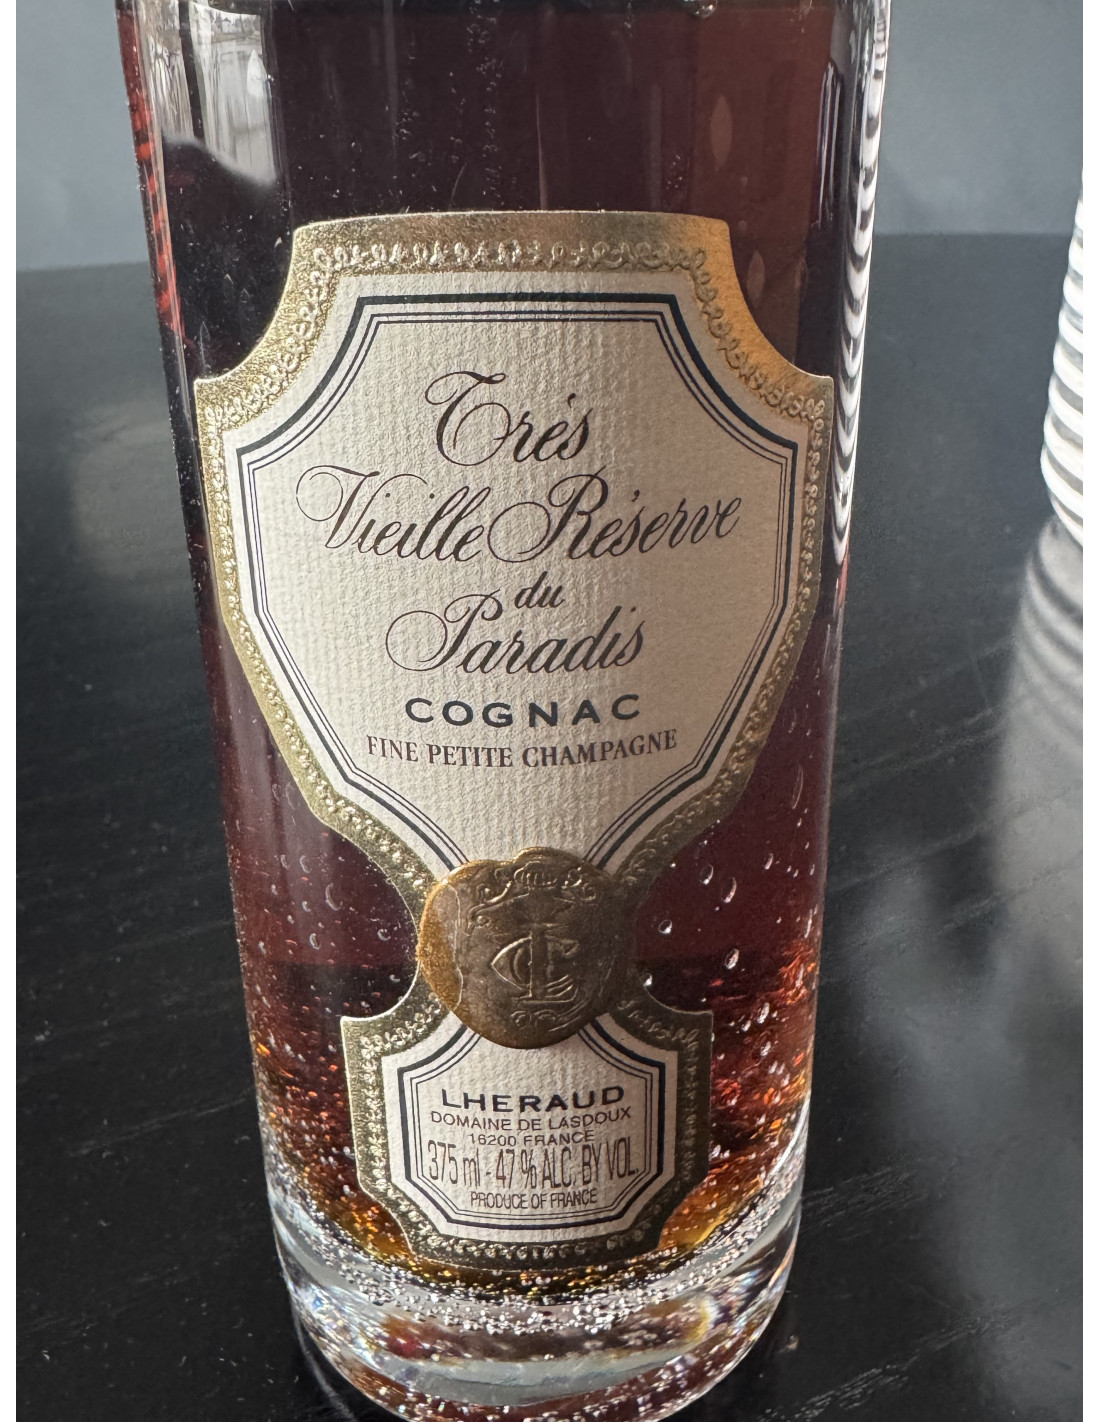 Très
Vieille Réserve
du
Paradis
COGNAC
FINE PETITE CHAMPAGNE
LHERAUD
DOMAINE DE LASDOUX
16200 FRANCE
375 ml - 47 % ALC. BY VOL.
PRODUCE OF FRANCE